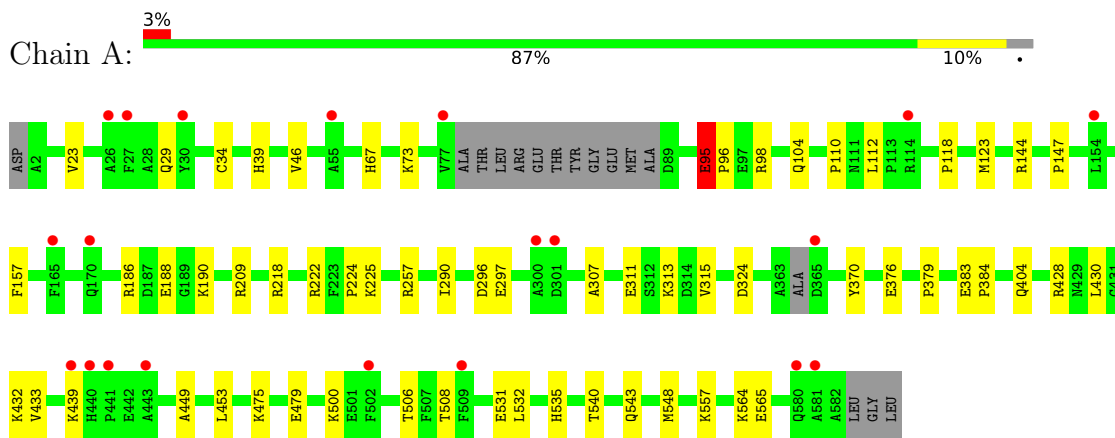 3%
Chain A:
87% 10% •
ASP A2 V23 A26 F27 A28 Q29 Y30 C34 H39 V46 A55 H67 K73 V77 ALA THR LEU ARG GLU THR TYR GLY GLU MET ALA D89 E95 P96 E97 R98 Q104 P110 N111 L112 P113 R114 P118 M123 R144 P147 L154
F157 F165 Q170 R186 D187 E188 G189 K190 R209 R218 R222 F223 P224 K225 R257 I290 D296 E297 A300 D301 A307 E311 S312 K313 D314 V315 D324 A363 ALA D365 Y370 E376 P379 E383 P384 Q404 R428 N429 L430 C431
K432 V433 K439 H440 P441 E442 A443 A449 L453 K475 E479 K500 E501 F502 T506 F507 T508 F509 E531 L532 H535 T540 Q543 M548 K557 K564 E565 Q580 A581 A582 LEU GLY LEU